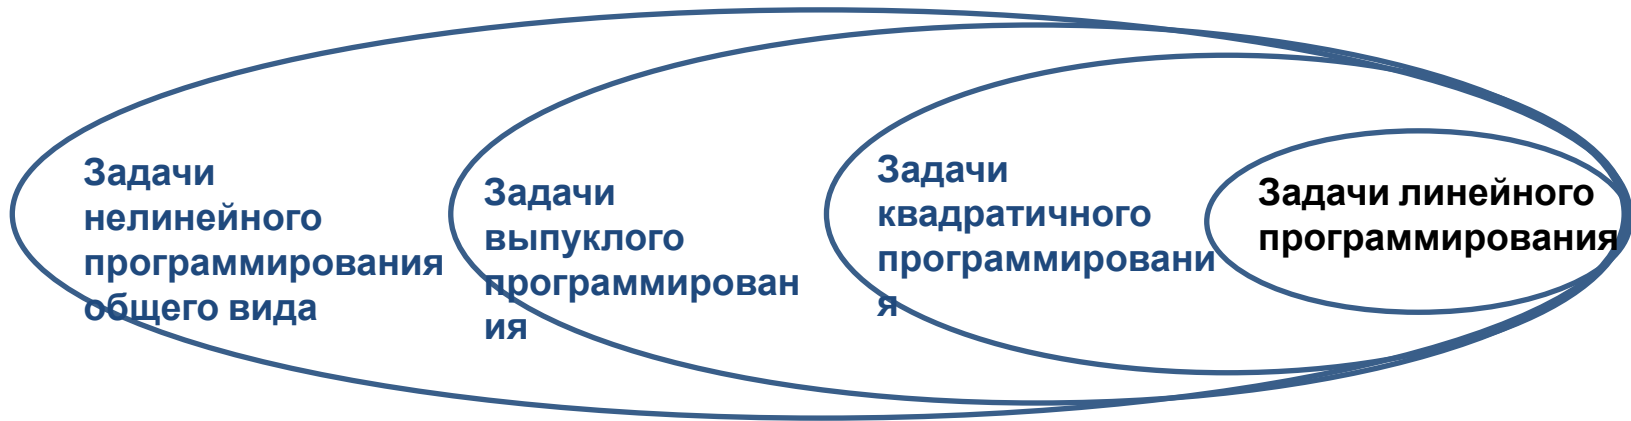 Задачи
нелинейного
программирования
общего вида
Задачи
выпуклого
программирован
ия
Задачи
квадратичного
программировани
я
Задачи линейного
программирования